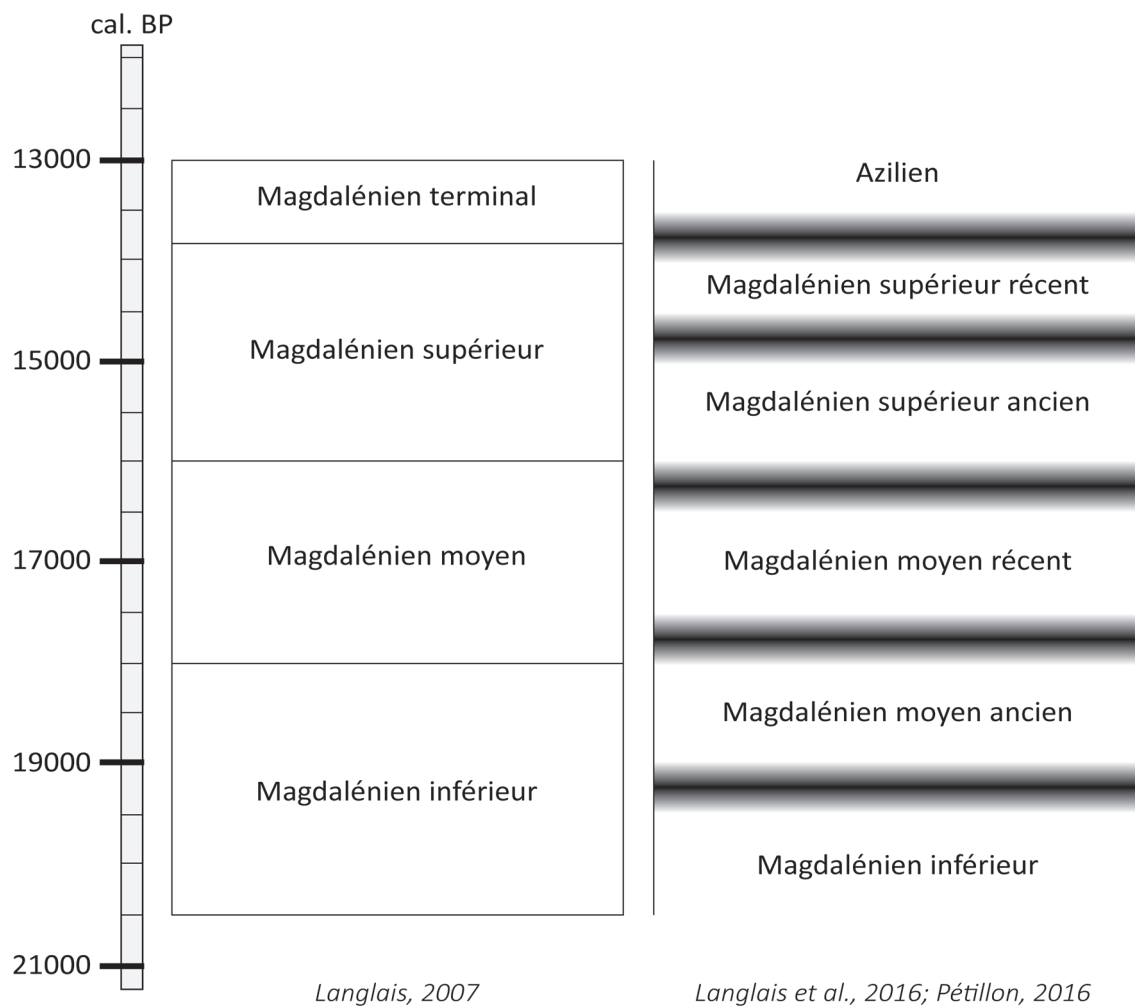 cal. BP
13000
15000
17000
19000
21000
Magdalénien terminal
Magdalénien supérieur
Magdalénien moyen
Magdalénien inférieur
Langlais, 2007
Azilien
Magdalénien supérieur récent
Magdalénien supérieur ancien
Magdalénien moyen récent
Magdalénien moyen ancien
Magdalénien inférieur
Langlais et al., 2016; Pétillon, 2016